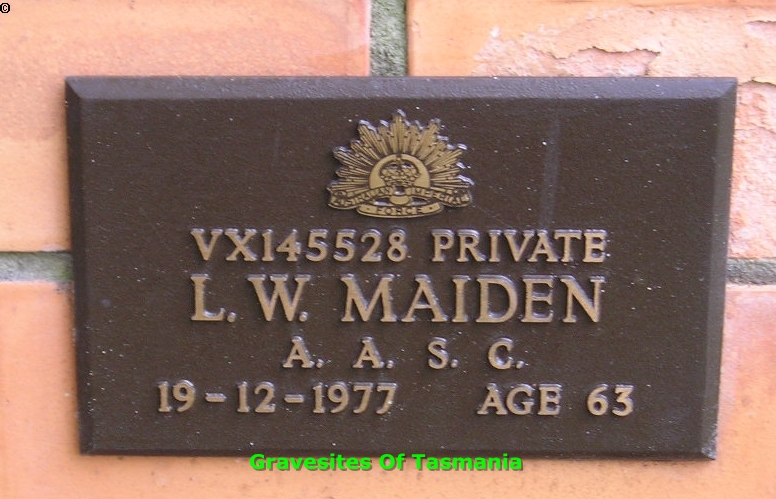 ©
AUSTRALIAN IMPERIAL
FORCE
VX145528 PRIVATE
L. W. MAIDEN
A. A. S. C.
19-12-1977 AGE 63
Gravesites Of Tasmania